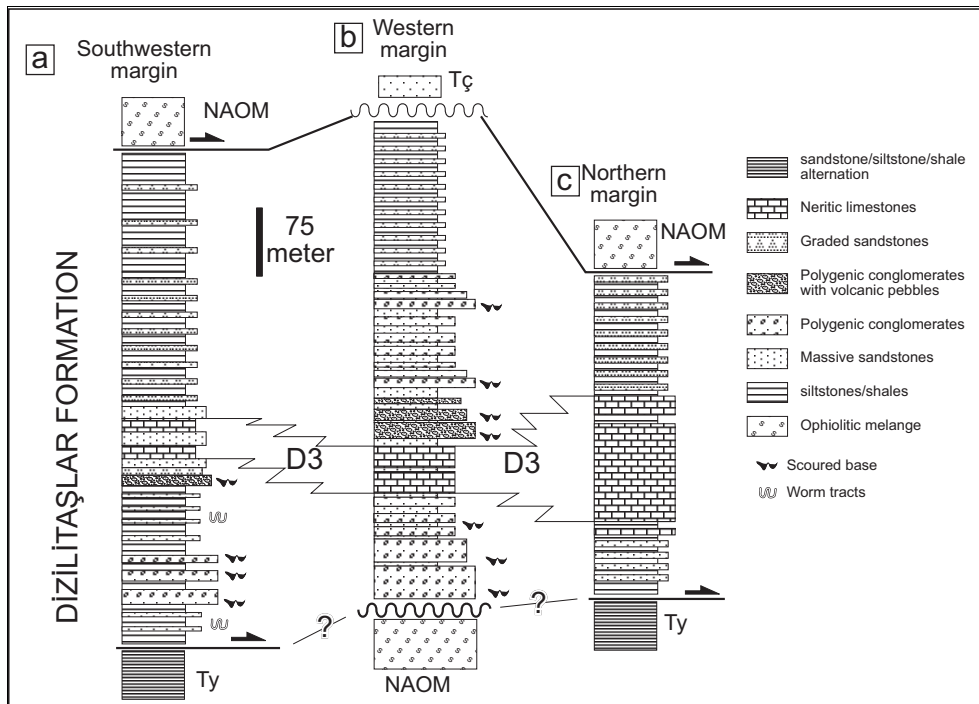 a
Southwestern
margin
NAOM
b
Western
margin
Tç
c
Northern
margin
NAOM
75
meter
DİZİLİTAŞLAR FORMATION
D3
D3
?
?
Ty
NAOM
Ty
sandstone/siltstone/shale
alternation
Neritic limestones
Graded sandstones
Polygenic conglomerates
with volcanic pebbles
Polygenic conglomerates
Massive sandstones
siltstones/shales
Ophiolitic melange
Scoured base
Worm tracts